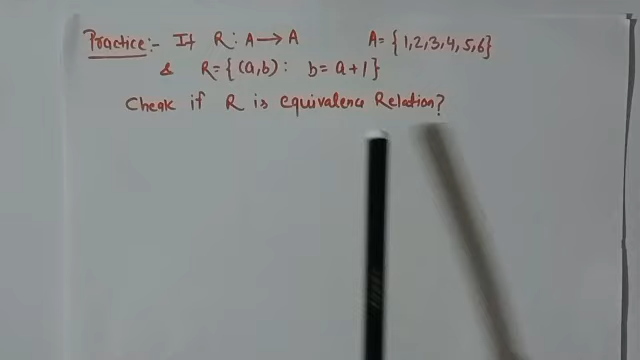 Practice:- If R: A → A A = {1,2,3,4,5,6}
& R = {(a,b) : b = a + 1}
Check if R is equivalence Relation?